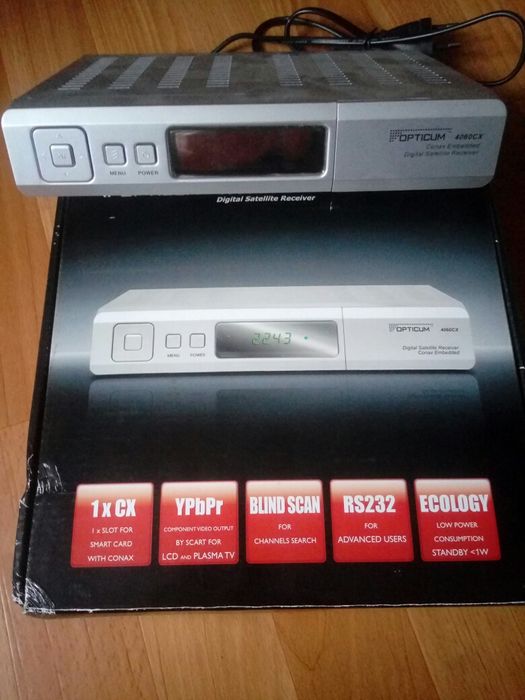 OPTICUM 4060CX
Conax Embedded
Digital Satellite Receiver
MENU POWER
Digital Satellite Receiver
OPTICUM 4060CX
2243
MENU POWER
Digital Satellite Receiver
Conax Embedded
1 x CX
1 x SLOT FOR
SMART CARD
WITH CONAX
YPbPr
COMPONENT VIDEO OUTPUT
BY SCART FOR
LCD AND PLASMA TV
BLIND SCAN
FOR
CHANNELS SEARCH
RS232
FOR
ADVANCED USERS
ECOLOGY
LOW POWER
CONSUMPTION
STANDBY <1W